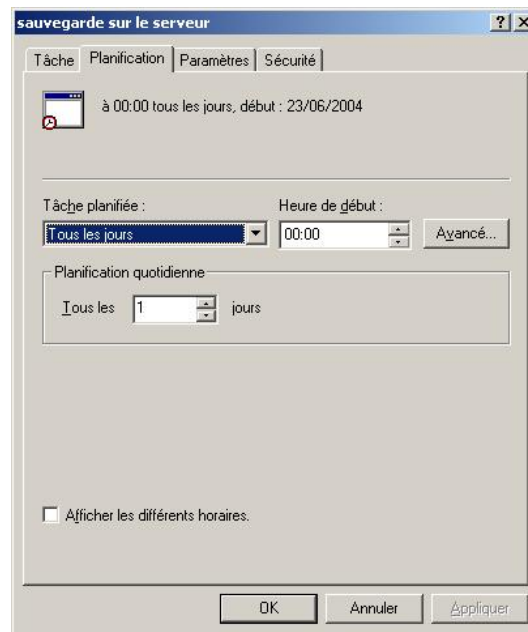 sauvegarde sur le serveur
Tâche Planification Paramètres Sécurité
à 00:00 tous les jours, début : 23/06/2004
Tâche planifiée : Heure de début :
Tous les jours 00:00 Avancé...
Planification quotidienne
Tous les 1 jours
Afficher les différents horaires.
OK Annuler Appliquer